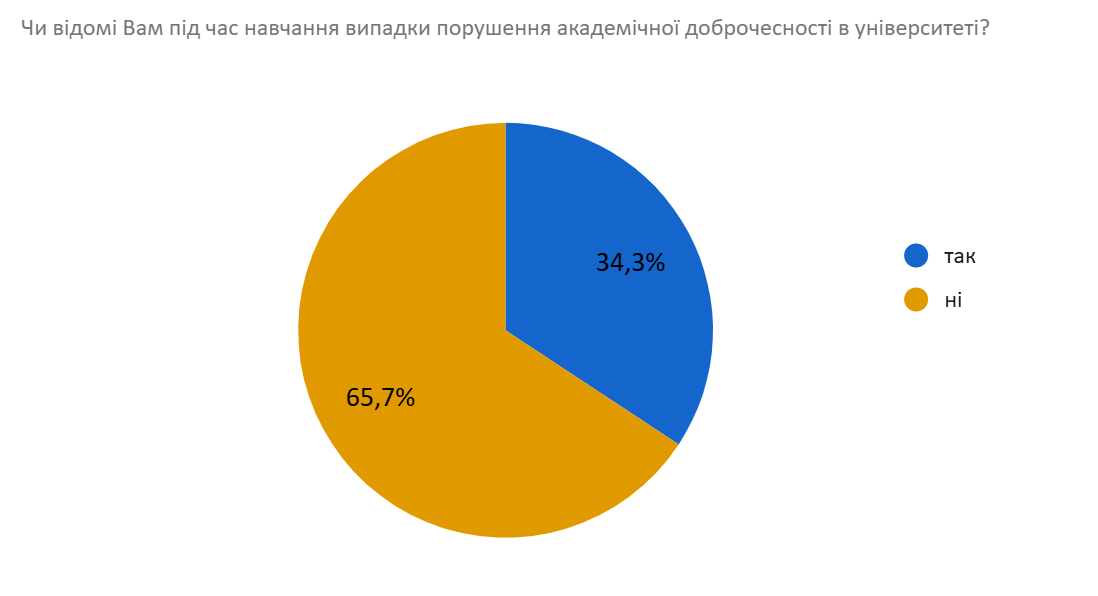 Чи відомі Вам під час навчання випадки порушення академічної доброчесності в університеті?
34,3%
65,7%
так
ні